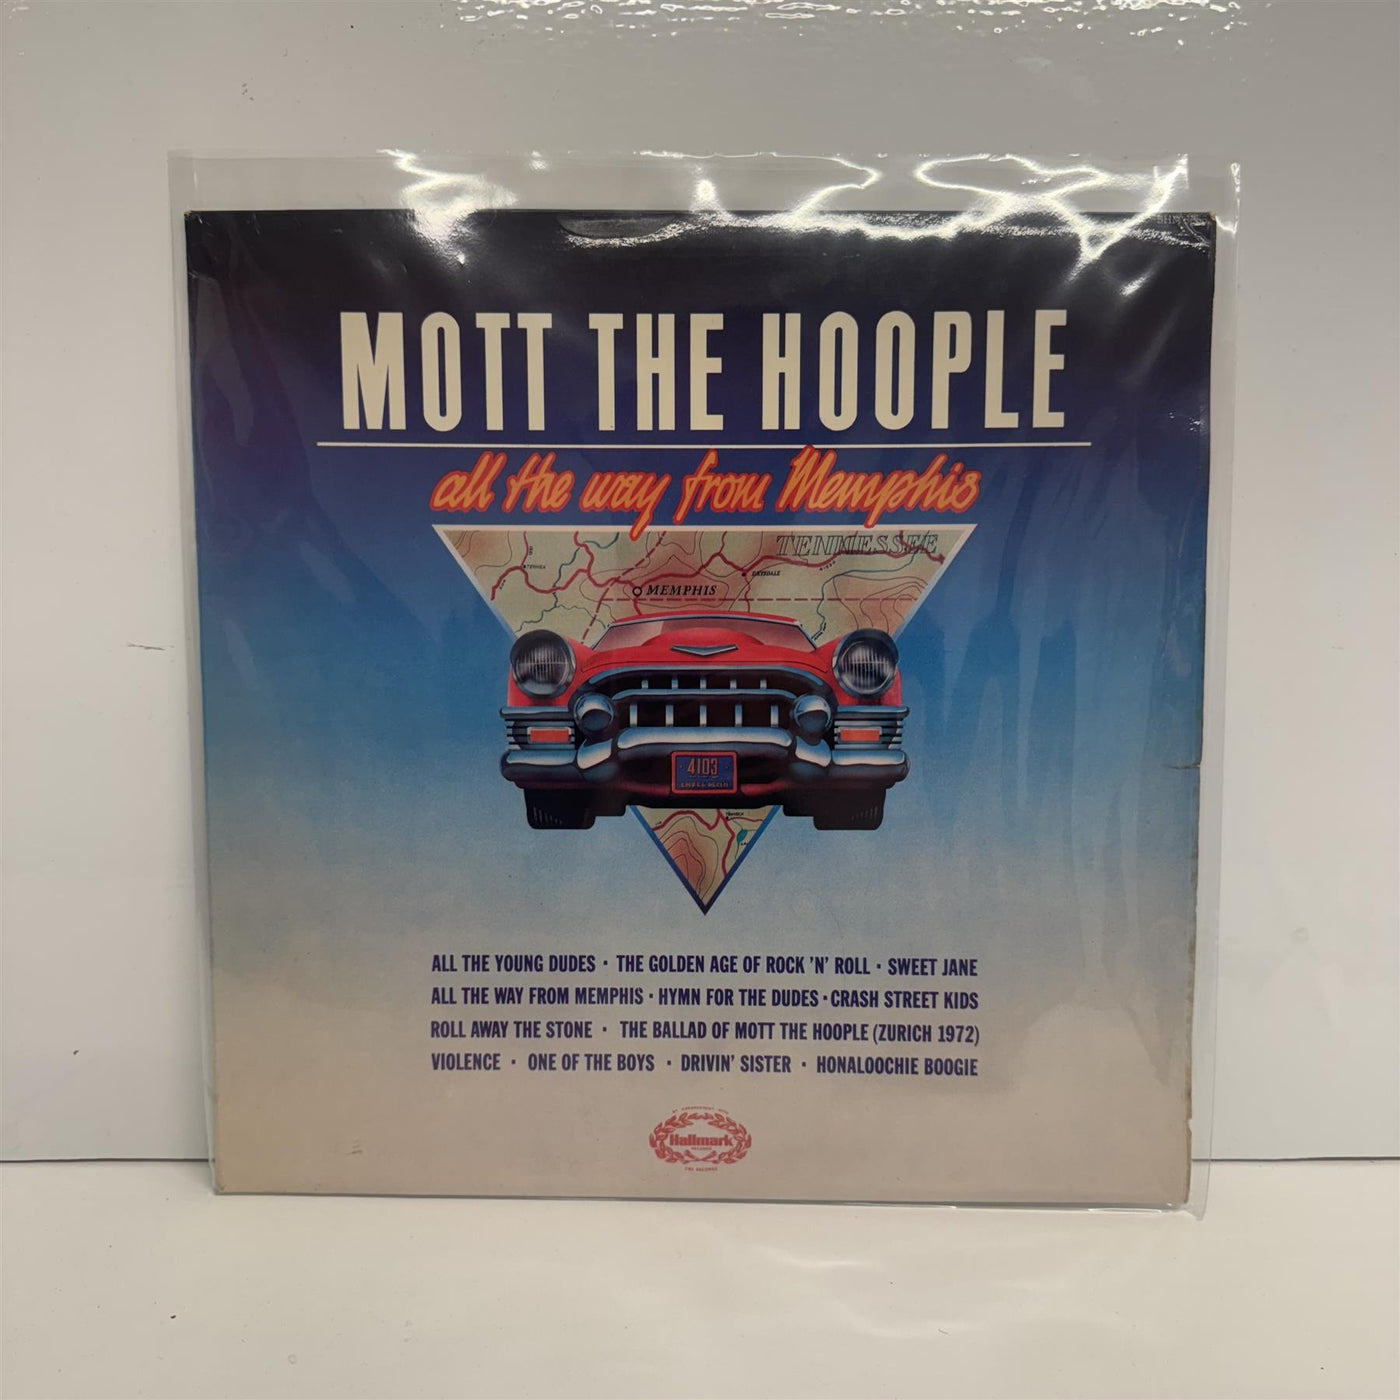 MOTT THE HOOPLE
all the way from Memphis
TENNESSEE
MEMPHIS
4103
ALL THE YOUNG DUDES · THE GOLDEN AGE OF ROCK 'N' ROLL · SWEET JANE
ALL THE WAY FROM MEMPHIS · HYMN FOR THE DUDES · CRASH STREET KIDS
ROLL AWAY THE STONE · THE BALLAD OF MOTT THE HOOPLE (ZURICH 1972)
VIOLENCE · ONE OF THE BOYS · DRIVIN' SISTER · HONALOOCHIE BOOGIE
Hallmark
RECORDS
CBS RECORDS